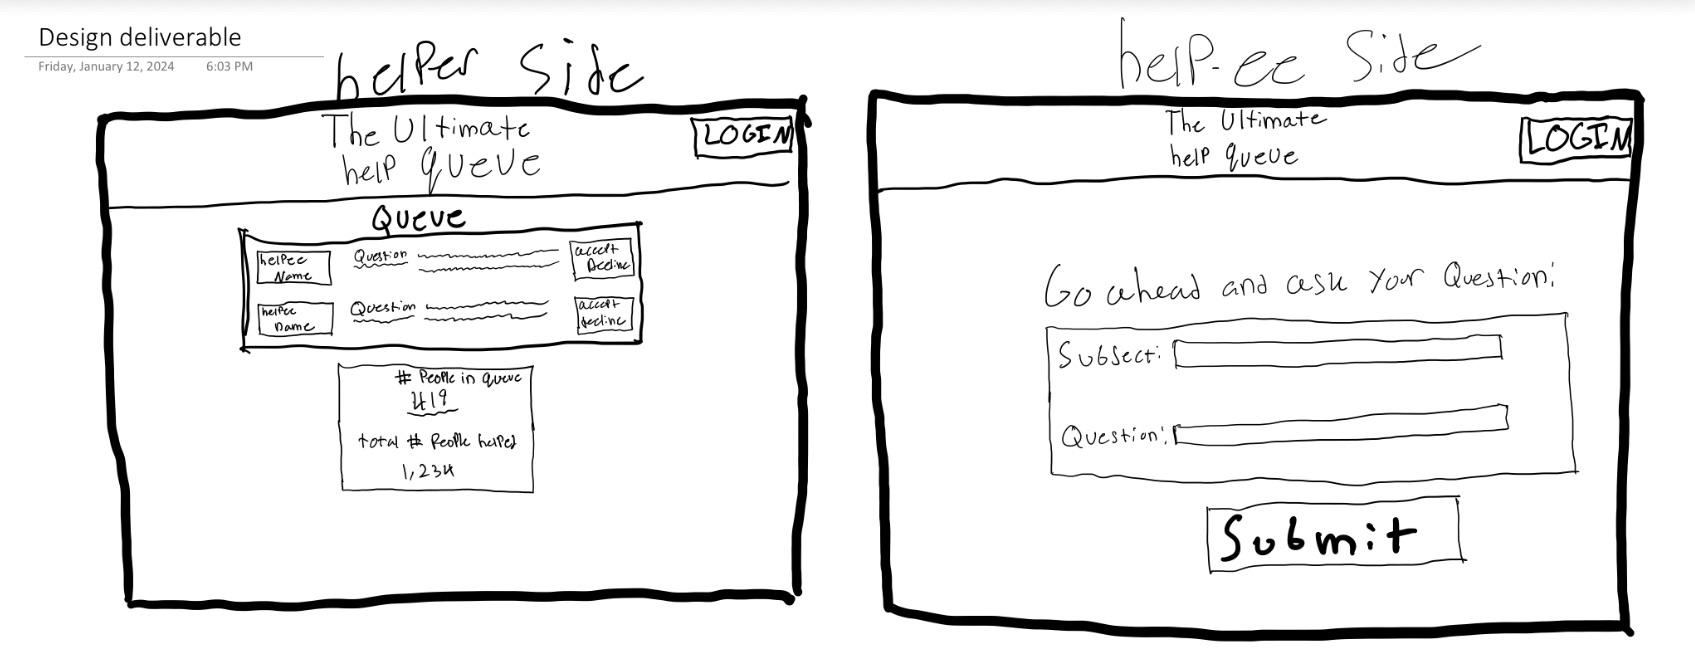 Design deliverable
Friday, January 12, 2024 6:03 PM
helper side
The Ultimate
help queue
LOGIN
Queue
helpee
Name
Question
accept
Decline
helpee
name
Question
accept
decline
# People in queue
419
total # People helped
1,234
help-ee Side
The Ultimate
help queue
LOGIN
Go ahead and ask your Question:
Subject:
Question:
Submit